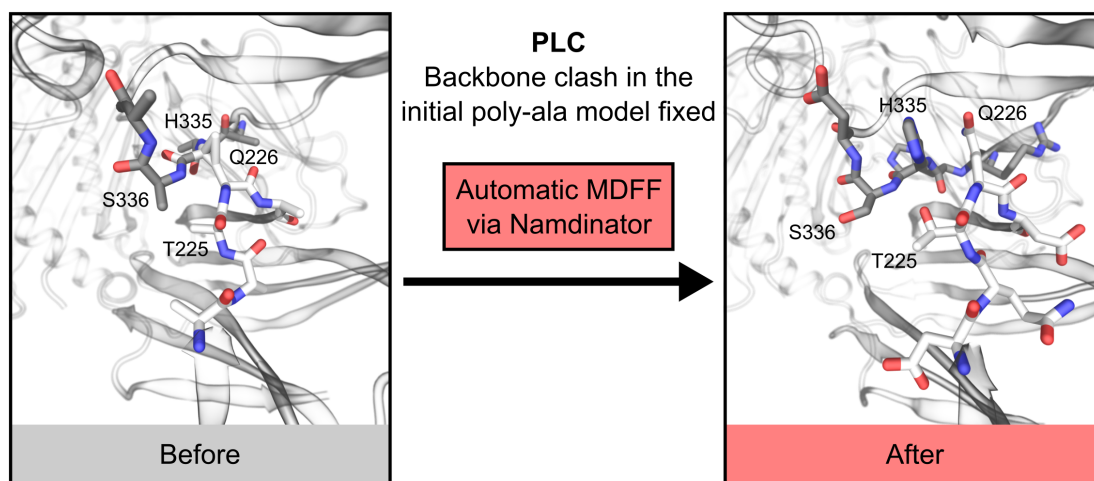 PLC
Backbone clash in the
initial poly-ala model fixed
Automatic MDFF
via Namdinator
H335
Q226
S336
T225
Before
H335
Q226
S336
T225
After